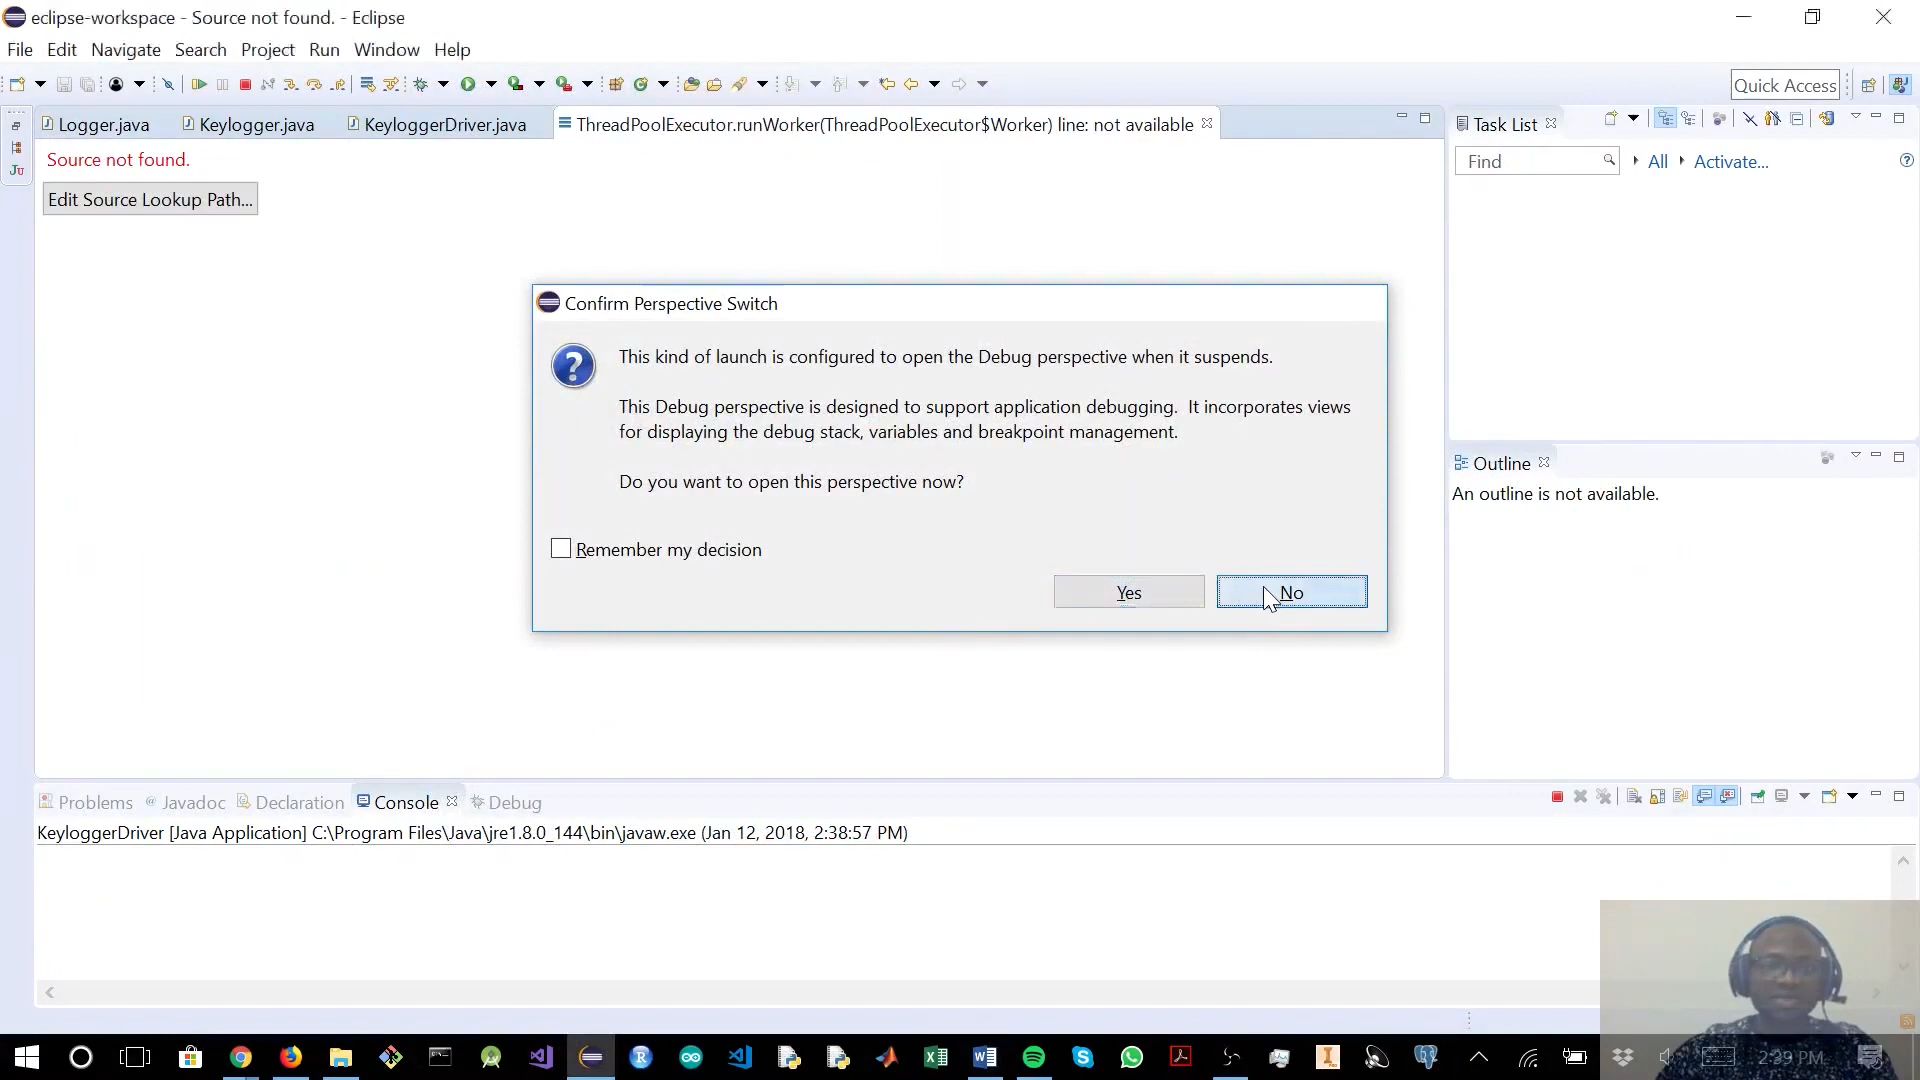 eclipse-workspace - Source not found. - Eclipse
File Edit Navigate Search Project Run Window Help
Quick Access
Logger.java Keylogger.java KeyloggerDriver.java ThreadPoolExecutor.runWorker(ThreadPoolExecutor$Worker) line: not available
Task List
Source not found.
Find All Activate...
Edit Source Lookup Path...
Confirm Perspective Switch
This kind of launch is configured to open the Debug perspective when it suspends.
This Debug perspective is designed to support application debugging. It incorporates views
for displaying the debug stack, variables and breakpoint management.
Do you want to open this perspective now?
Remember my decision
Yes No
Outline
An outline is not available.
Problems @ Javadoc Declaration Console Debug
KeyloggerDriver [Java Application] C:\Program Files\Java\jre1.8.0_144\bin\javaw.exe (Jan 12, 2018, 2:38:57 PM)
2:39 PM